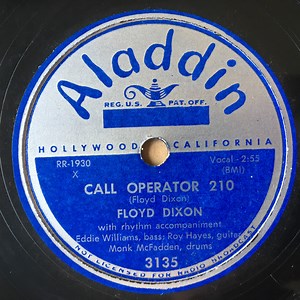 Aladdin
REG. U.S. PAT. OFF.
HOLLYWOOD CALIFORNIA
RR-1930
X
Vocal - 2:55
(BMI)
CALL OPERATOR 210
(Floyd Dixon)
FLOYD DIXON
with rhythm accompaniment
Eddie Williams, bass; Roy Hayes, guitar
Monk McFadden, drums
3135
NOT LICENSED FOR RADIO BROADCAST